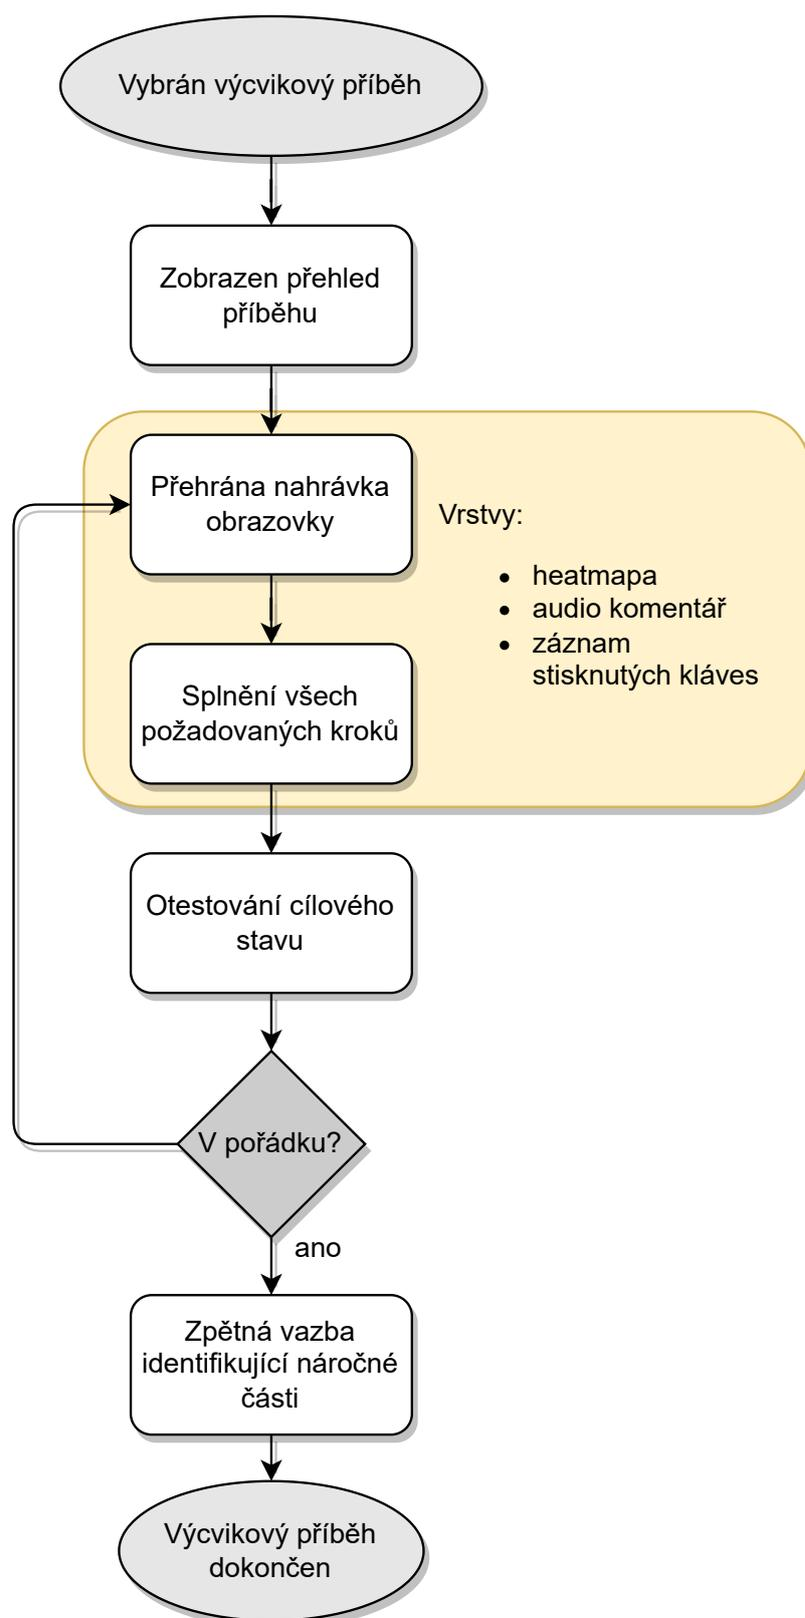 Vybrán výcvikový příběh
Zobrazen přehled
příběhu
Přehrána nahrávka
obrazovky
Vrstvy:
• heatmapa
• audio komentář
• záznam
stisknutých kláves
Splnění všech
požadovaných kroků
Otestování cílového
stavu
V pořádku?
ano
Zpětná vazba
identifikující náročné
části
Výcvikový příběh
dokončen